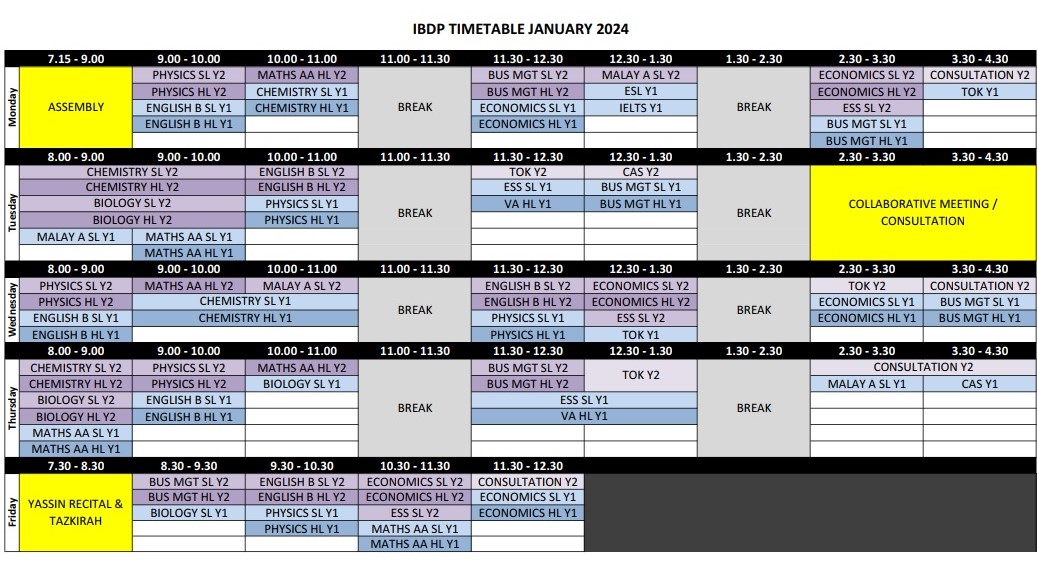 IBDP TIMETABLE JANUARY 2024
7.15 - 9.00 9.00 - 10.00 10.00 - 11.00 11.00 - 11.30 11.30 - 12.30 12.30 - 1.30 1.30 - 2.30 2.30 - 3.30 3.30 - 4.30
Monday
PHYSICS SL Y2 MATHS AA HL Y2 BUS MGT SL Y2 MALAY A SL Y2 ECONOMICS SL Y2 CONSULTATION Y2
PHYSICS HL Y2 CHEMISTRY SL Y1 BUS MGT HL Y2 ESL Y1 ECONOMICS HL Y2 TOK Y1
ASSEMBLY ENGLISH B SL Y1 CHEMISTRY HL Y1 BREAK ECONOMICS SL Y1 IELTS Y1 BREAK ESS SL Y2
ENGLISH B HL Y1 ECONOMICS HL Y1 BUS MGT SL Y1
BUS MGT HL Y1
8.00 - 9.00 9.00 - 10.00 10.00 - 11.00 11.00 - 11.30 11.30 - 12.30 12.30 - 1.30 1.30 - 2.30 2.30 - 3.30 3.30 - 4.30
Tuesday
CHEMISTRY SL Y2 ENGLISH B SL Y2 TOK Y2 CAS Y2
CHEMISTRY HL Y2 ENGLISH B HL Y2 ESS SL Y1 BUS MGT SL Y1
BIOLOGY SL Y2 PHYSICS SL Y1 BREAK VA HL Y1 BUS MGT HL Y1 BREAK COLLABORATIVE MEETING /
BIOLOGY HL Y2 PHYSICS HL Y1 CONSULTATION
MALAY A SL Y1 MATHS AA SL Y1
MATHS AA HL Y1
8.00 - 9.00 9.00 - 10.00 10.00 - 11.00 11.00 - 11.30 11.30 - 12.30 12.30 - 1.30 1.30 - 2.30 2.30 - 3.30 3.30 - 4.30
Wednesday
PHYSICS SL Y2 MATHS AA HL Y2 MALAY A SL Y2 ENGLISH B SL Y2 ECONOMICS SL Y2 TOK Y2 CONSULTATION Y2
PHYSICS HL Y2 CHEMISTRY SL Y1 BREAK ENGLISH B HL Y2 ECONOMICS HL Y2 BREAK ECONOMICS SL Y1 BUS MGT SL Y1
ENGLISH B SL Y1 CHEMISTRY HL Y1 PHYSICS SL Y1 ESS SL Y2 ECONOMICS HL Y1 BUS MGT HL Y1
ENGLISH B HL Y1 PHYSICS HL Y1 TOK Y1
8.00 - 9.00 9.00 - 10.00 10.00 - 11.00 11.00 - 11.30 11.30 - 12.30 12.30 - 1.30 1.30 - 2.30 2.30 - 3.30 3.30 - 4.30
Thursday
CHEMISTRY SL Y2 PHYSICS SL Y2 MATHS AA HL Y2 BUS MGT SL Y2 TOK Y2 CONSULTATION Y2
CHEMISTRY HL Y2 PHYSICS HL Y2 BIOLOGY SL Y1 BUS MGT HL Y2 MALAY A SL Y1 CAS Y1
BIOLOGY SL Y2 ENGLISH B SL Y1 BREAK ESS SL Y1 BREAK
BIOLOGY HL Y2 ENGLISH B HL Y1 VA HL Y1
MATHS AA SL Y1
MATHS AA HL Y1
7.30 - 8.30 8.30 - 9.30 9.30 - 10.30 10.30 - 11.30 11.30 - 12.30
Friday
BUS MGT SL Y2 ENGLISH B SL Y2 ECONOMICS SL Y2 CONSULTATION Y2
YASSIN RECITAL & BUS MGT HL Y2 ENGLISH B HL Y2 ECONOMICS HL Y2 ECONOMICS SL Y1
TAZKIRAH BIOLOGY SL Y1 PHYSICS SL Y1 ESS SL Y2 ECONOMICS HL Y1
PHYSICS HL Y1 MATHS AA SL Y1
MATHS AA HL Y1